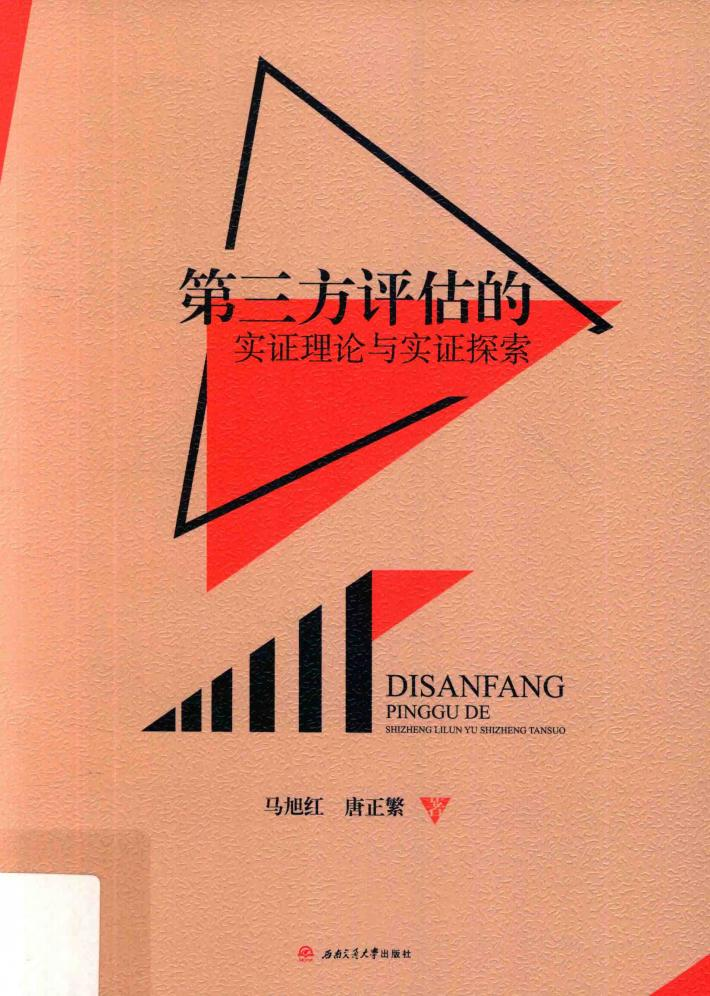 第三方评估的
实证理论与实证探索
DISANFANG
PINGGU DE
SHIZHENG LILUN YU SHIZHENG TANSUO
马旭红 唐正繁 著
西南交通大学出版社